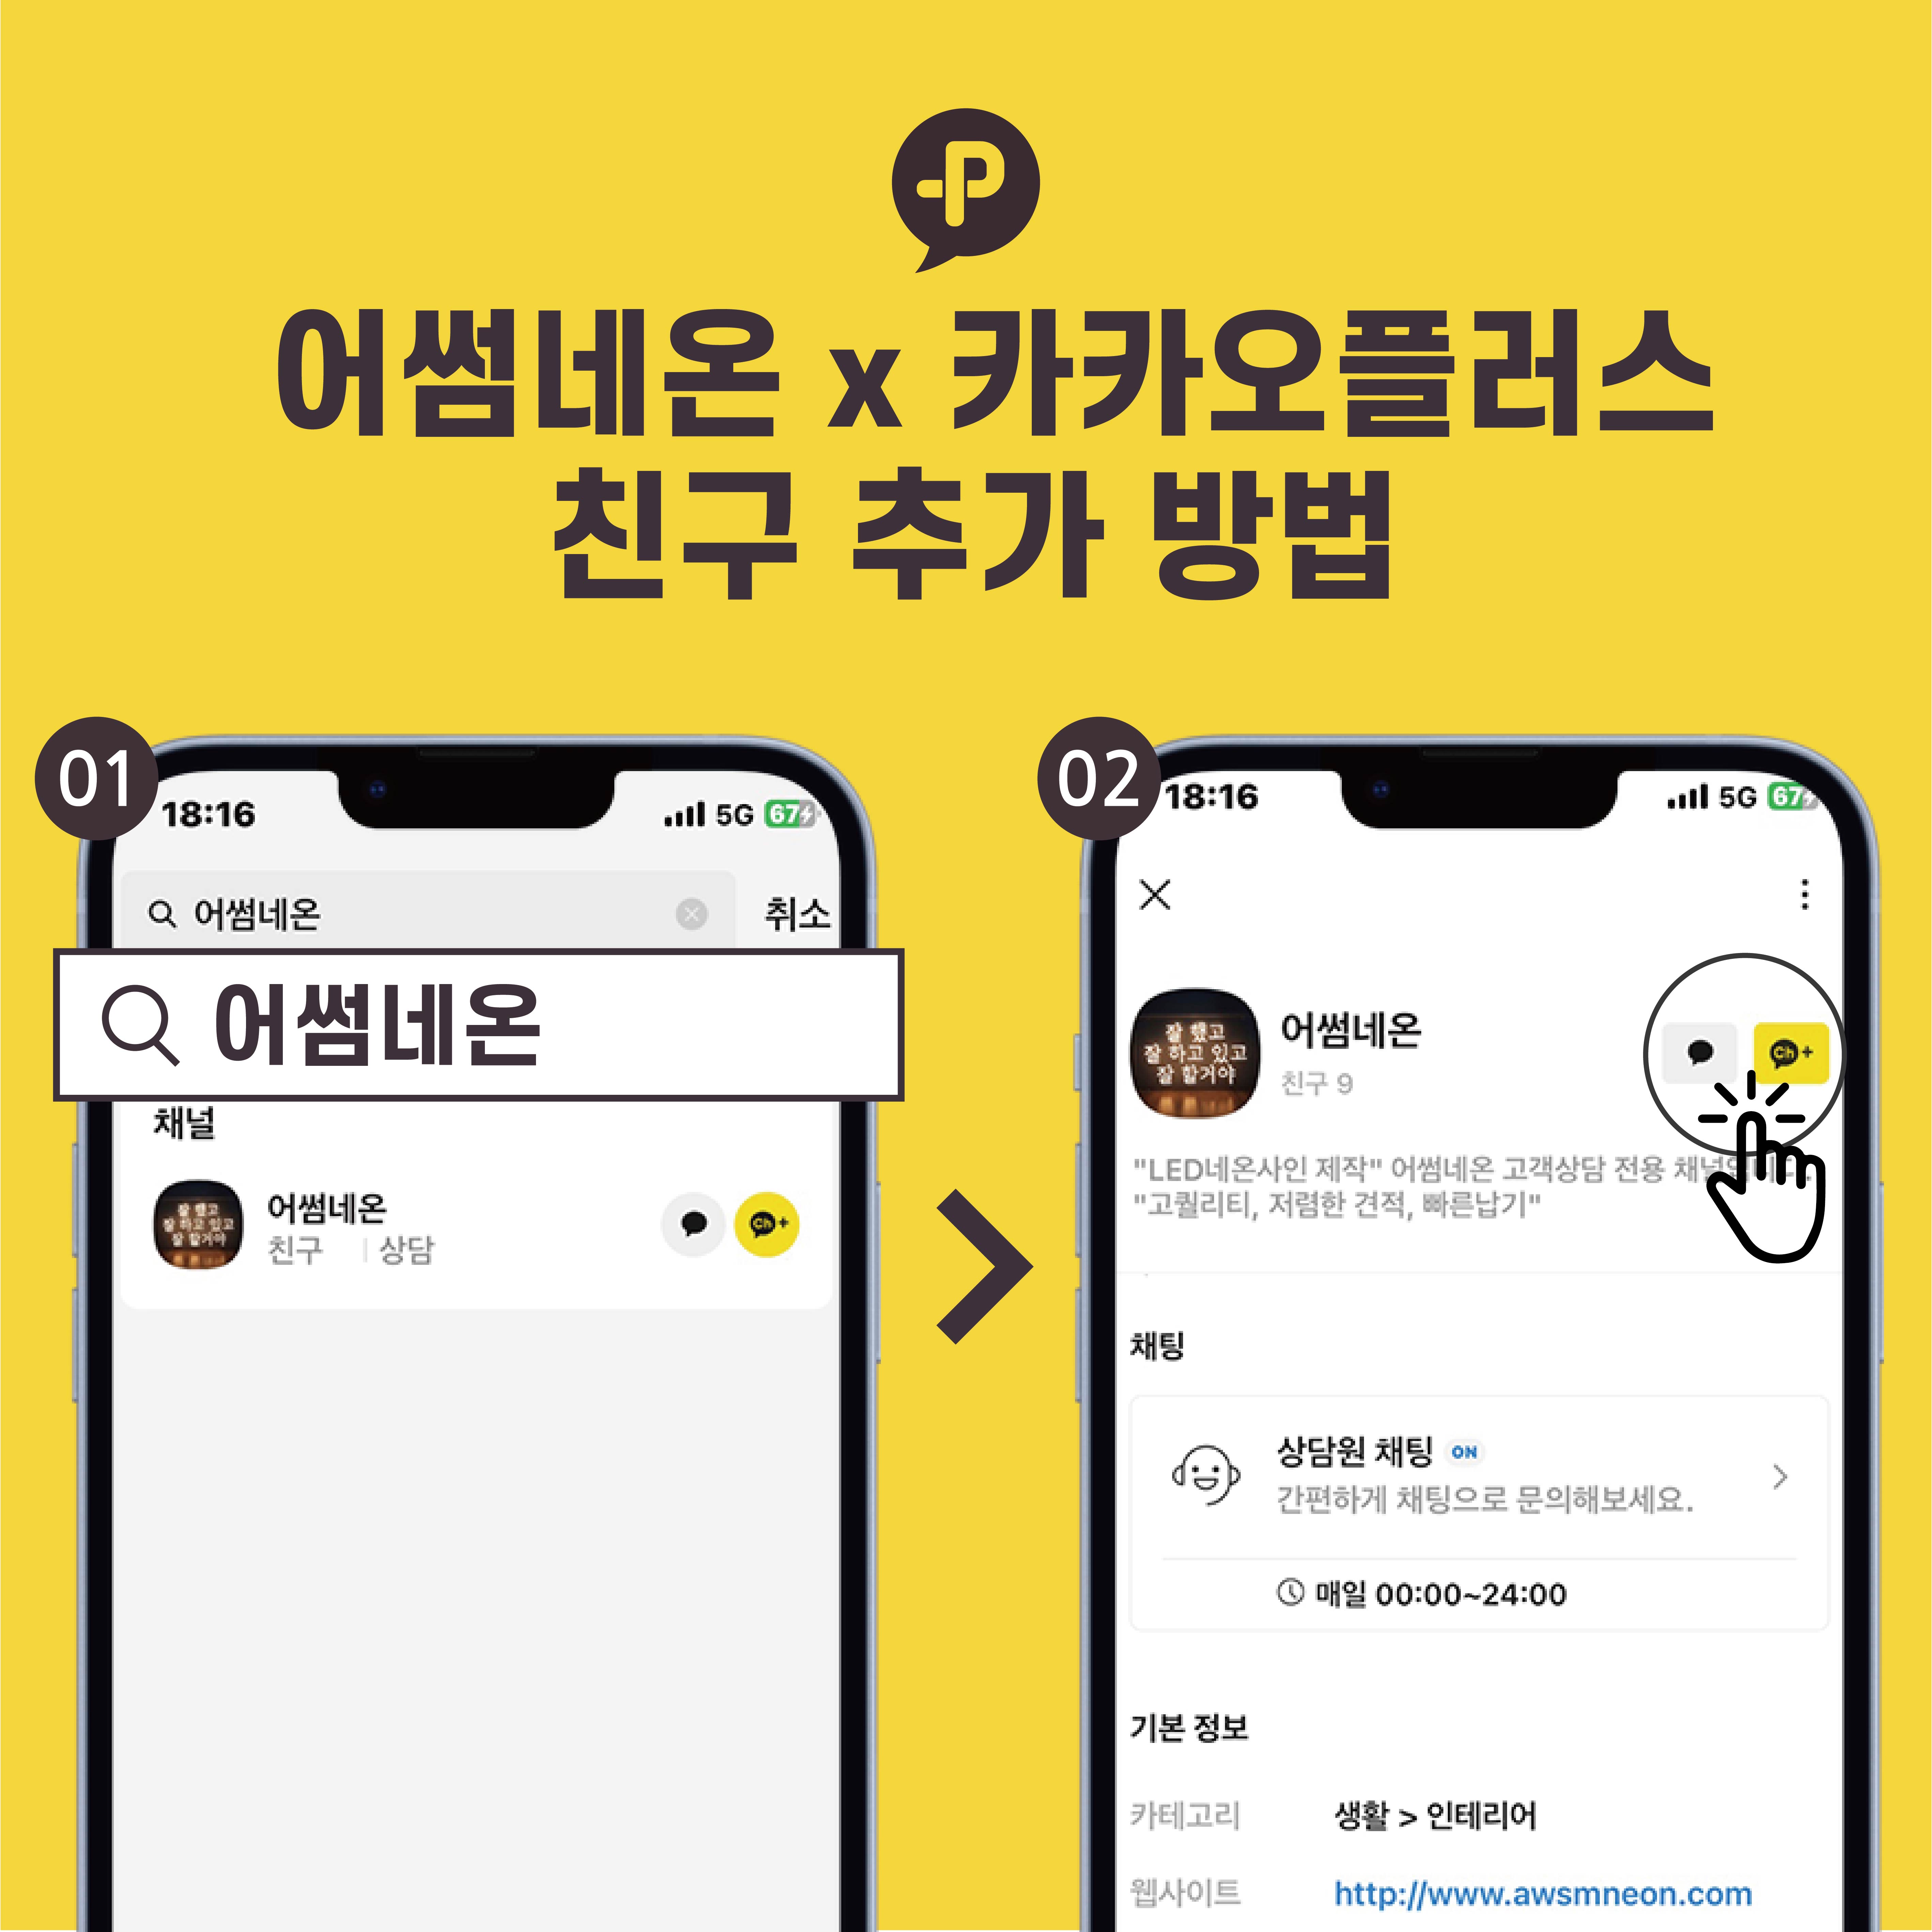 어썸네온 x 카카오플러스
친구 추가 방법
01
18:16
5G 67
어썸네온
취소
어썸네온
채널
잘 했고
잘 하고 있고
잘 할거야
어썸네온
친구 | 상담
Ch+
02
18:16
5G 67
잘 했고
잘 하고 있고
잘 할거야
어썸네온
친구 9
Ch+
"LED네온사인 제작" 어썸네온 고객상담 전용
"고퀄리티, 저렴한 견적, 빠른납기"
채팅
상담원 채팅 ON
간편하게 채팅으로 문의해보세요.
매일 00:00~24:00
기본 정보
카테고리 생활 > 인테리어
웹사이트 http://www.awsmneon.com